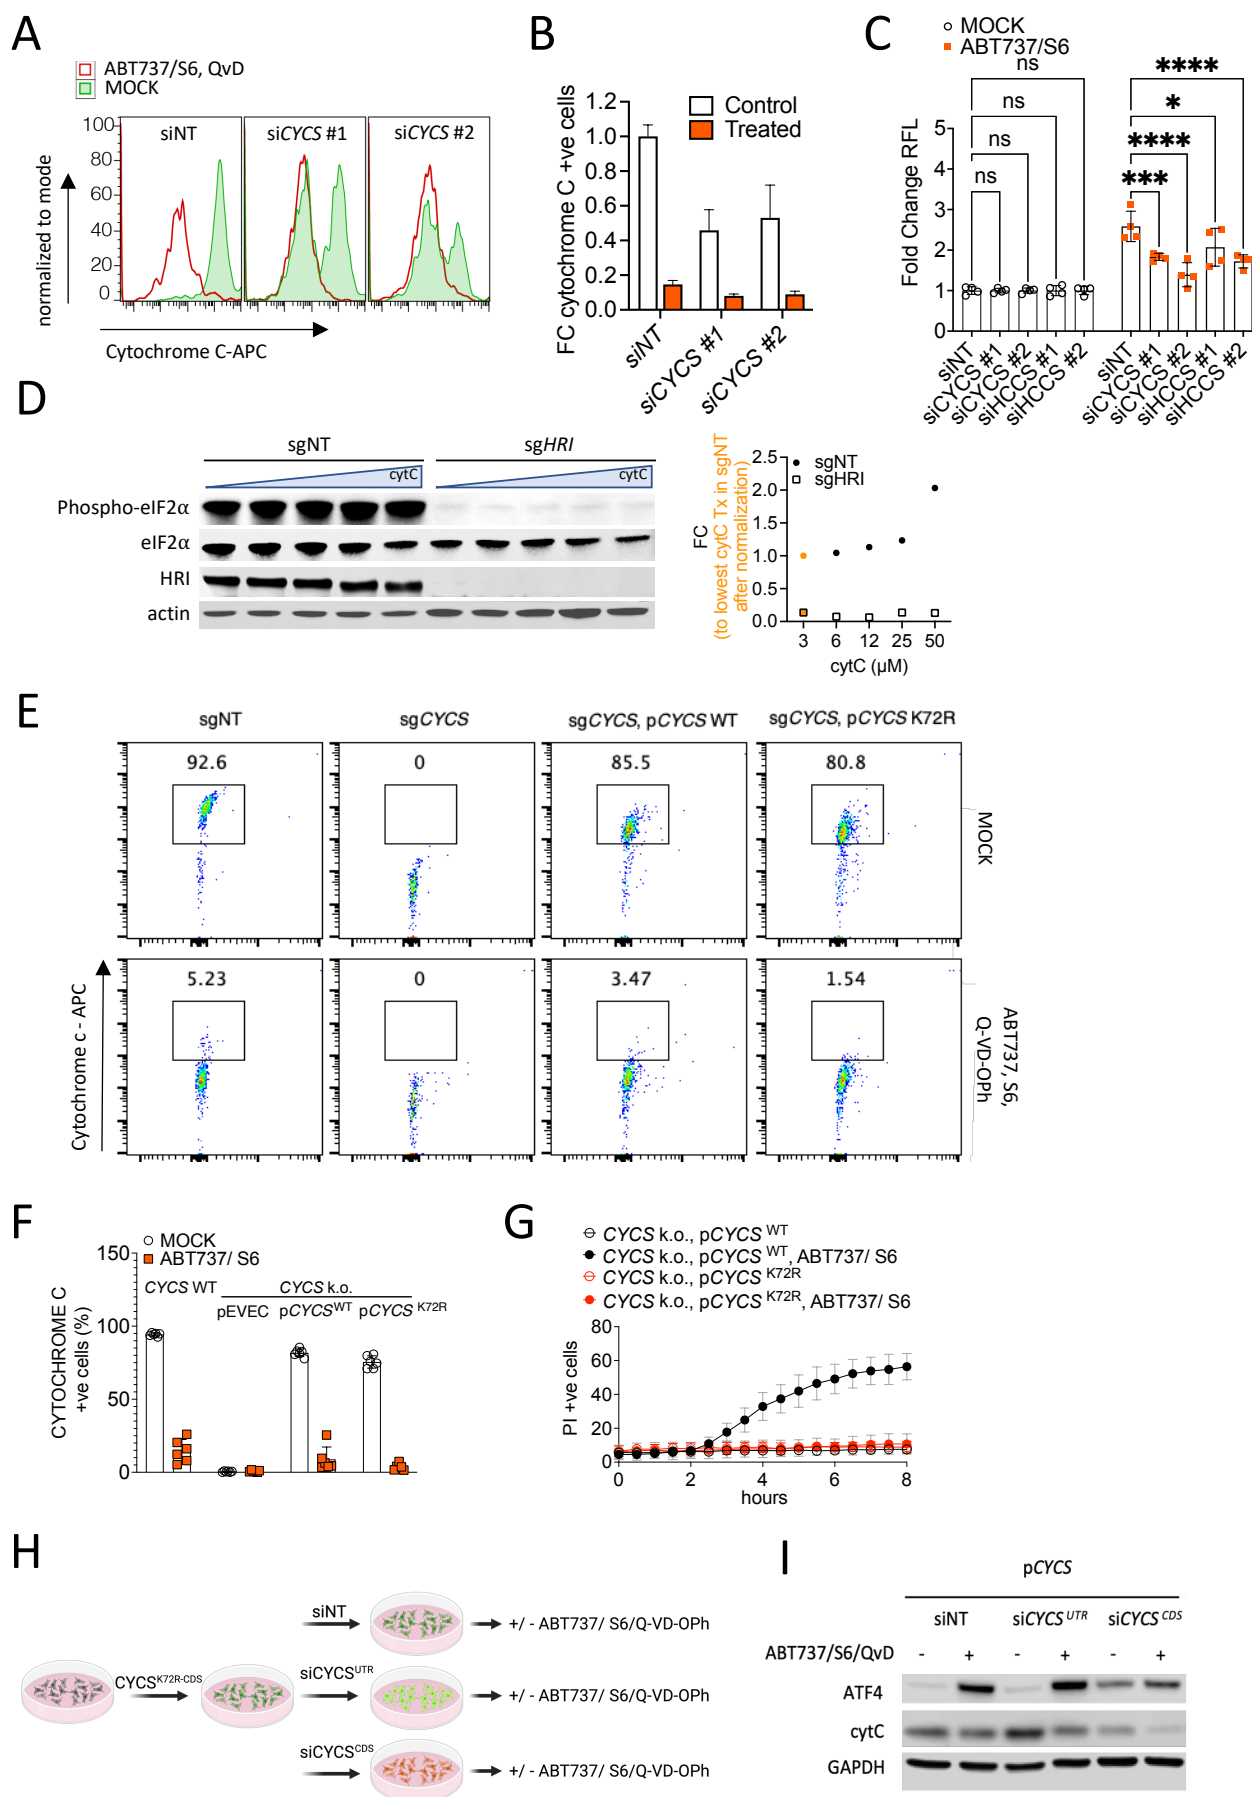 A
ABT737/S6, QvD
MOCK
siNT
siCYCS #1
siCYCS #2
normalized to mode
100
80
60
40
20
0
Cytochrome C-APC
B
FC cytochrome C +ve cells
1.2
1.0
0.8
0.6
0.4
0.2
0.0
Control
Treated
siNT
siCYCS #1
siCYCS #2
C
MOCK
ABT737/S6
ns
ns
ns
ns
****
*
****
***
Fold Change RFL
5
4
3
2
1
0
siNT
siCYCS #1
siCYCS #2
siHCCS #1
siHCCS #2
siNT
siCYCS #1
siCYCS #2
siHCCS #1
siHCCS #2
D
sgNT
sgHRI
cytC
cytC
Phospho-eIF2α
eIF2α
HRI
actin
FC
(to lowest cytC Tx in sgNT
after normalization)
2.5
2.0
1.5
1.0
0.5
0.0
sgNT
sgHRI
3 6 12 25 50
cytC (µM)
E
sgNT
sgCYCS
sgCYCS, pCYCS WT
sgCYCS, pCYCS K72R
92.6
0
85.5
80.8
MOCK
5.23
0
3.47
1.54
ABT737, S6,
Q-VD-OPh
Cytochrome c - APC
F
MOCK
ABT737/ S6
CYTOCHROME C
+ve cells (%)
150
100
50
0
CYCS WT
CYCS k.o.
pEVEC pCYCS WT pCYCS K72R
G
CYCS k.o., pCYCS WT
CYCS k.o., pCYCS WT, ABT737/ S6
CYCS k.o., pCYCS K72R
CYCS k.o., pCYCS K72R, ABT737/ S6
PI +ve cells
80
60
40
20
0
0 2 4 6 8
hours
H
siNT
+/ - ABT737/ S6/Q-VD-OPh
CYCS K72R-CDS
siCYCS UTR
+/ - ABT737/ S6/Q-VD-OPh
siCYCS CDS
+/ - ABT737/ S6/Q-VD-OPh
I
pCYCS
siNT siCYCS UTR siCYCS CDS
ABT737/S6/QvD - + - + - +
ATF4
cytC
GAPDH